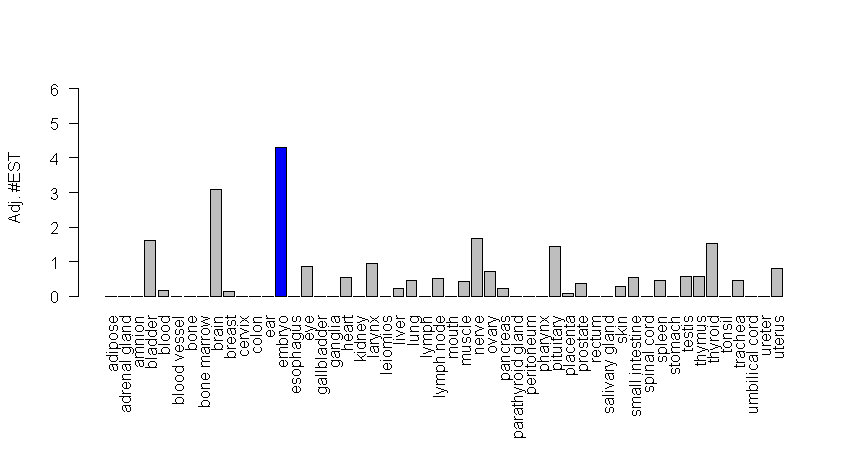 6
5
4
3
2
1
0
Adj. #EST
adipose
adrenal gland
amnion
bladder
blood
blood vessel
bone
bone marrow
brain
breast
cervix
colon
ear
embryo
esophagus
eye
gallbladder
ganglia
heart
kidney
larynx
leiomios
liver
lung
lymph
lymph node
mouth
muscle
nerve
ovary
pancreas
parathyroid gland
peritoneum
pharynx
pituitary
placenta
prostate
rectum
salivary gland
skin
small intestine
spinal cord
spleen
stomach
testis
thymus
thyroid
tonsil
trachea
umbilical cord
ureter
uterus